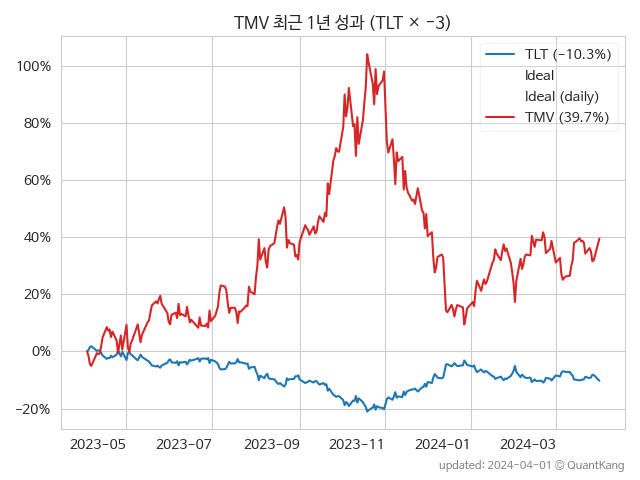 TMV 최근 1년 성과 (TLT × −3)
TLT (−10.3%)
Ideal
Ideal (daily)
TMV (39.7%)
100%
80%
60%
40%
20%
0%
−20%
2023-05 2023-07 2023-09 2023-11 2024-01 2024-03
updated: 2024-04-01 © QuantKang